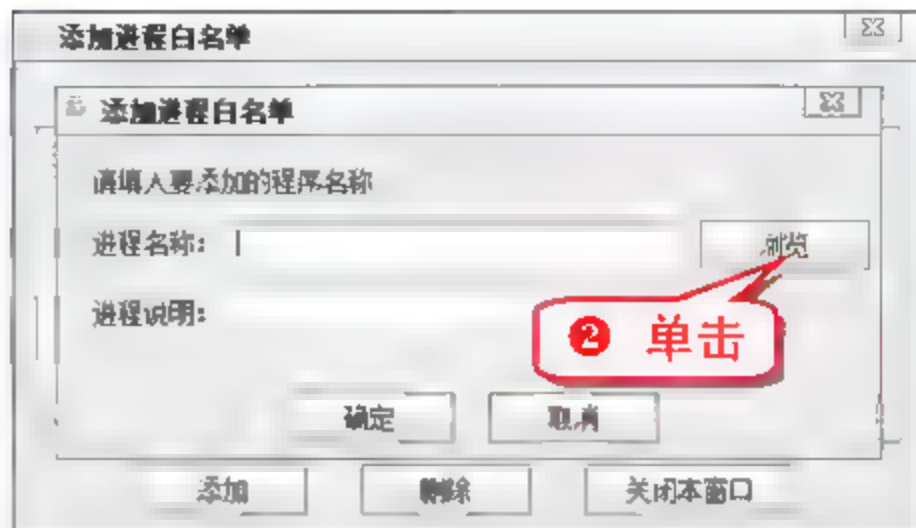 添加进程白名单
添加进程白名单
请填入要添加的程序名称
进程名称： 浏览
进程说明：
❷ 单击
确定 取消
添加 删除 关闭本窗口